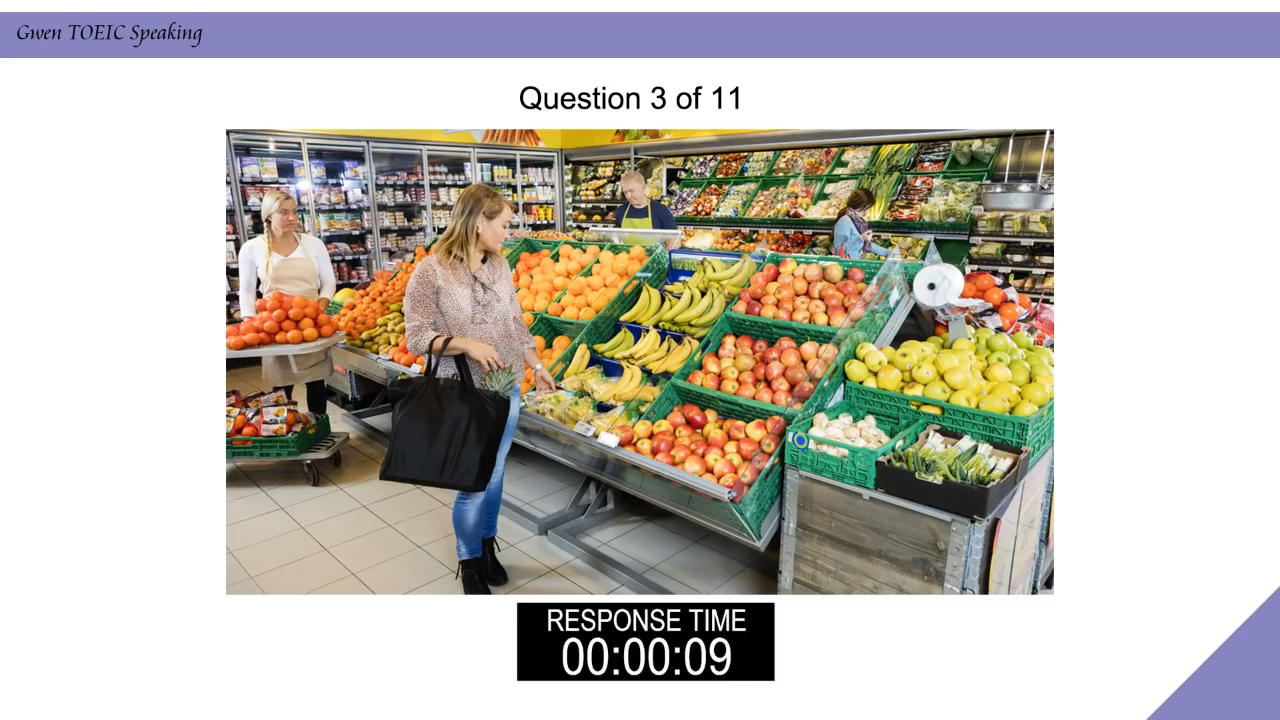 Gwen TOEIC Speaking
Question 3 of 11
RESPONSE TIME
00:00:09